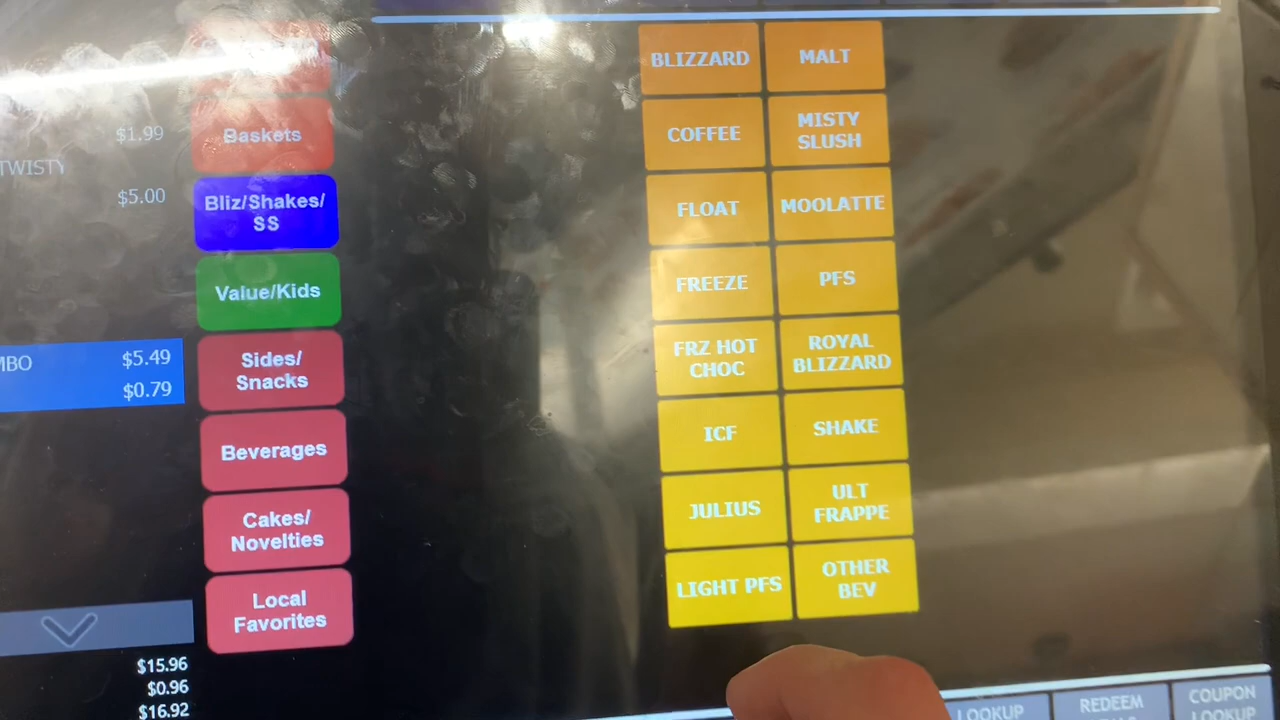 $1.99
TWISTY
$5.00
MBO $5.49
$0.79
$15.96
$0.96
$16.92
Baskets
Bliz/Shakes/
SS
Value/Kids
Sides/
Snacks
Beverages
Cakes/
Novelties
Local
Favorites
BLIZZARD
MALT
COFFEE
MISTY
SLUSH
FLOAT
MOOLATTE
FREEZE
PFS
FRZ HOT
CHOC
ROYAL
BLIZZARD
ICF
SHAKE
JULIUS
ULT
FRAPPE
LIGHT PFS
OTHER
BEV
LOOKUP
REDEEM
COUPON
LOOKUP